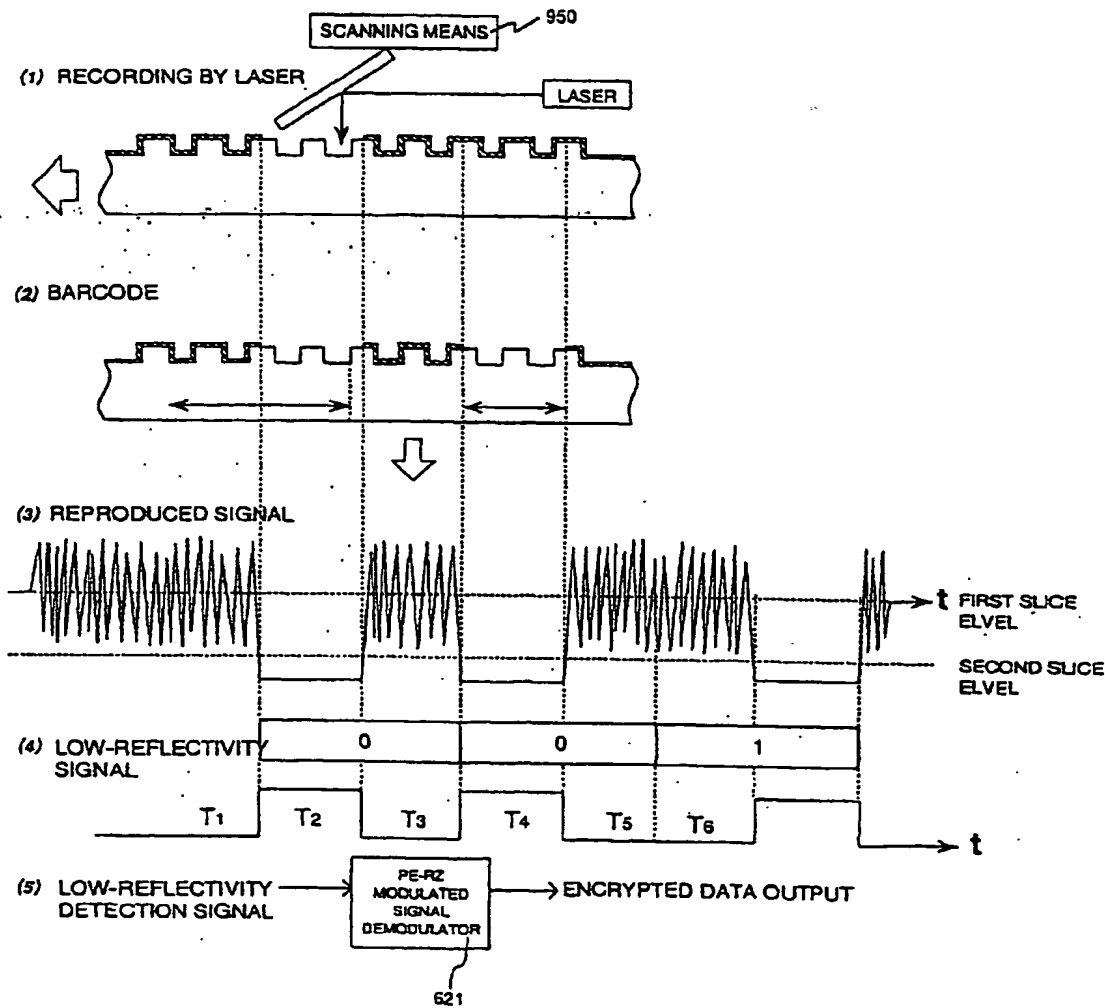 950
SCANNING MEANS
(1) RECORDING BY LASER
LASER
(2) BARCODE
(3) REPRODUCED SIGNAL
t FIRST SLICE
ELVEL
SECOND SLICE
ELVEL
(4) LOW-REFLECTIVITY
SIGNAL
0 0 1
T1 T2 T3 T4 T5 T6
t
(5) LOW-REFLECTIVITY
DETECTION SIGNAL
PE-RZ
MODULATED
SIGNAL
DEMODULATOR
ENCRYPTED DATA OUTPUT
621